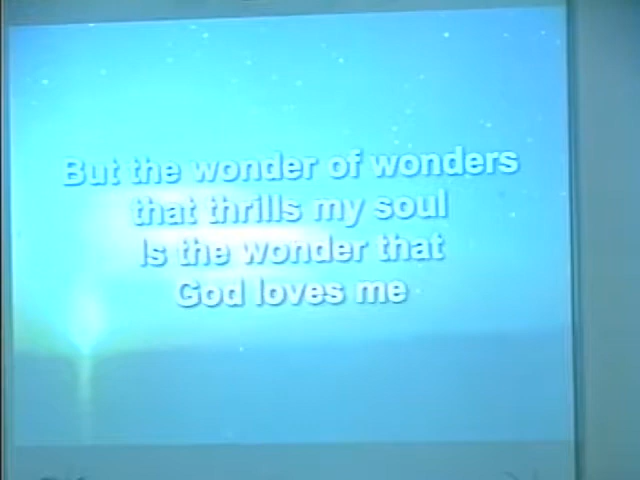 But the wonder of wonders
that thrills my soul
Is the wonder that
God loves me